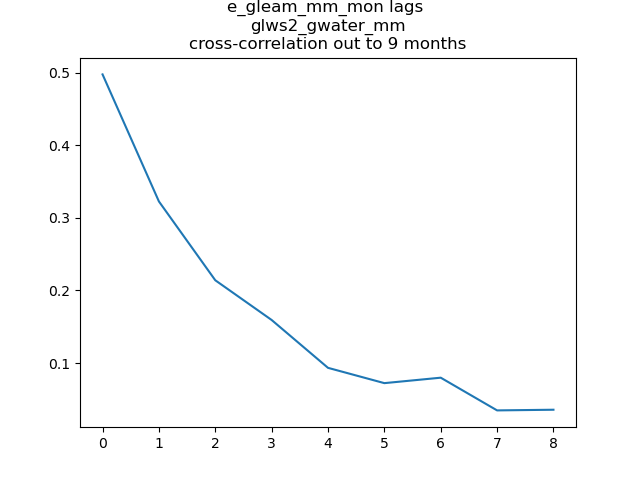 e_gleam_mm_mon lags
glws2_gwater_mm
cross-correlation out to 9 months
0.5
0.4
0.3
0.2
0.1
0 1 2 3 4 5 6 7 8